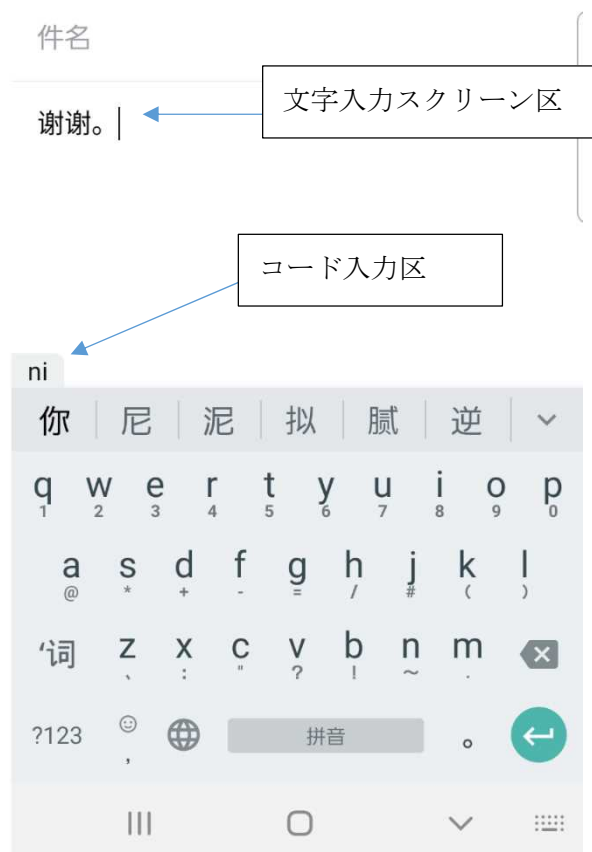 件名
文字入力スクリーン区
谢谢。
コード入力区
ni
你 尼 泥 拟 腻 逆
q w e r t y u i o p
1 2 3 4 5 6 7 8 9 0
a s d f g h j k l
@ * + - = / # ( )
'词 z x c v b n m
、 : " ? ! ~ .
?123 , 拼音 。